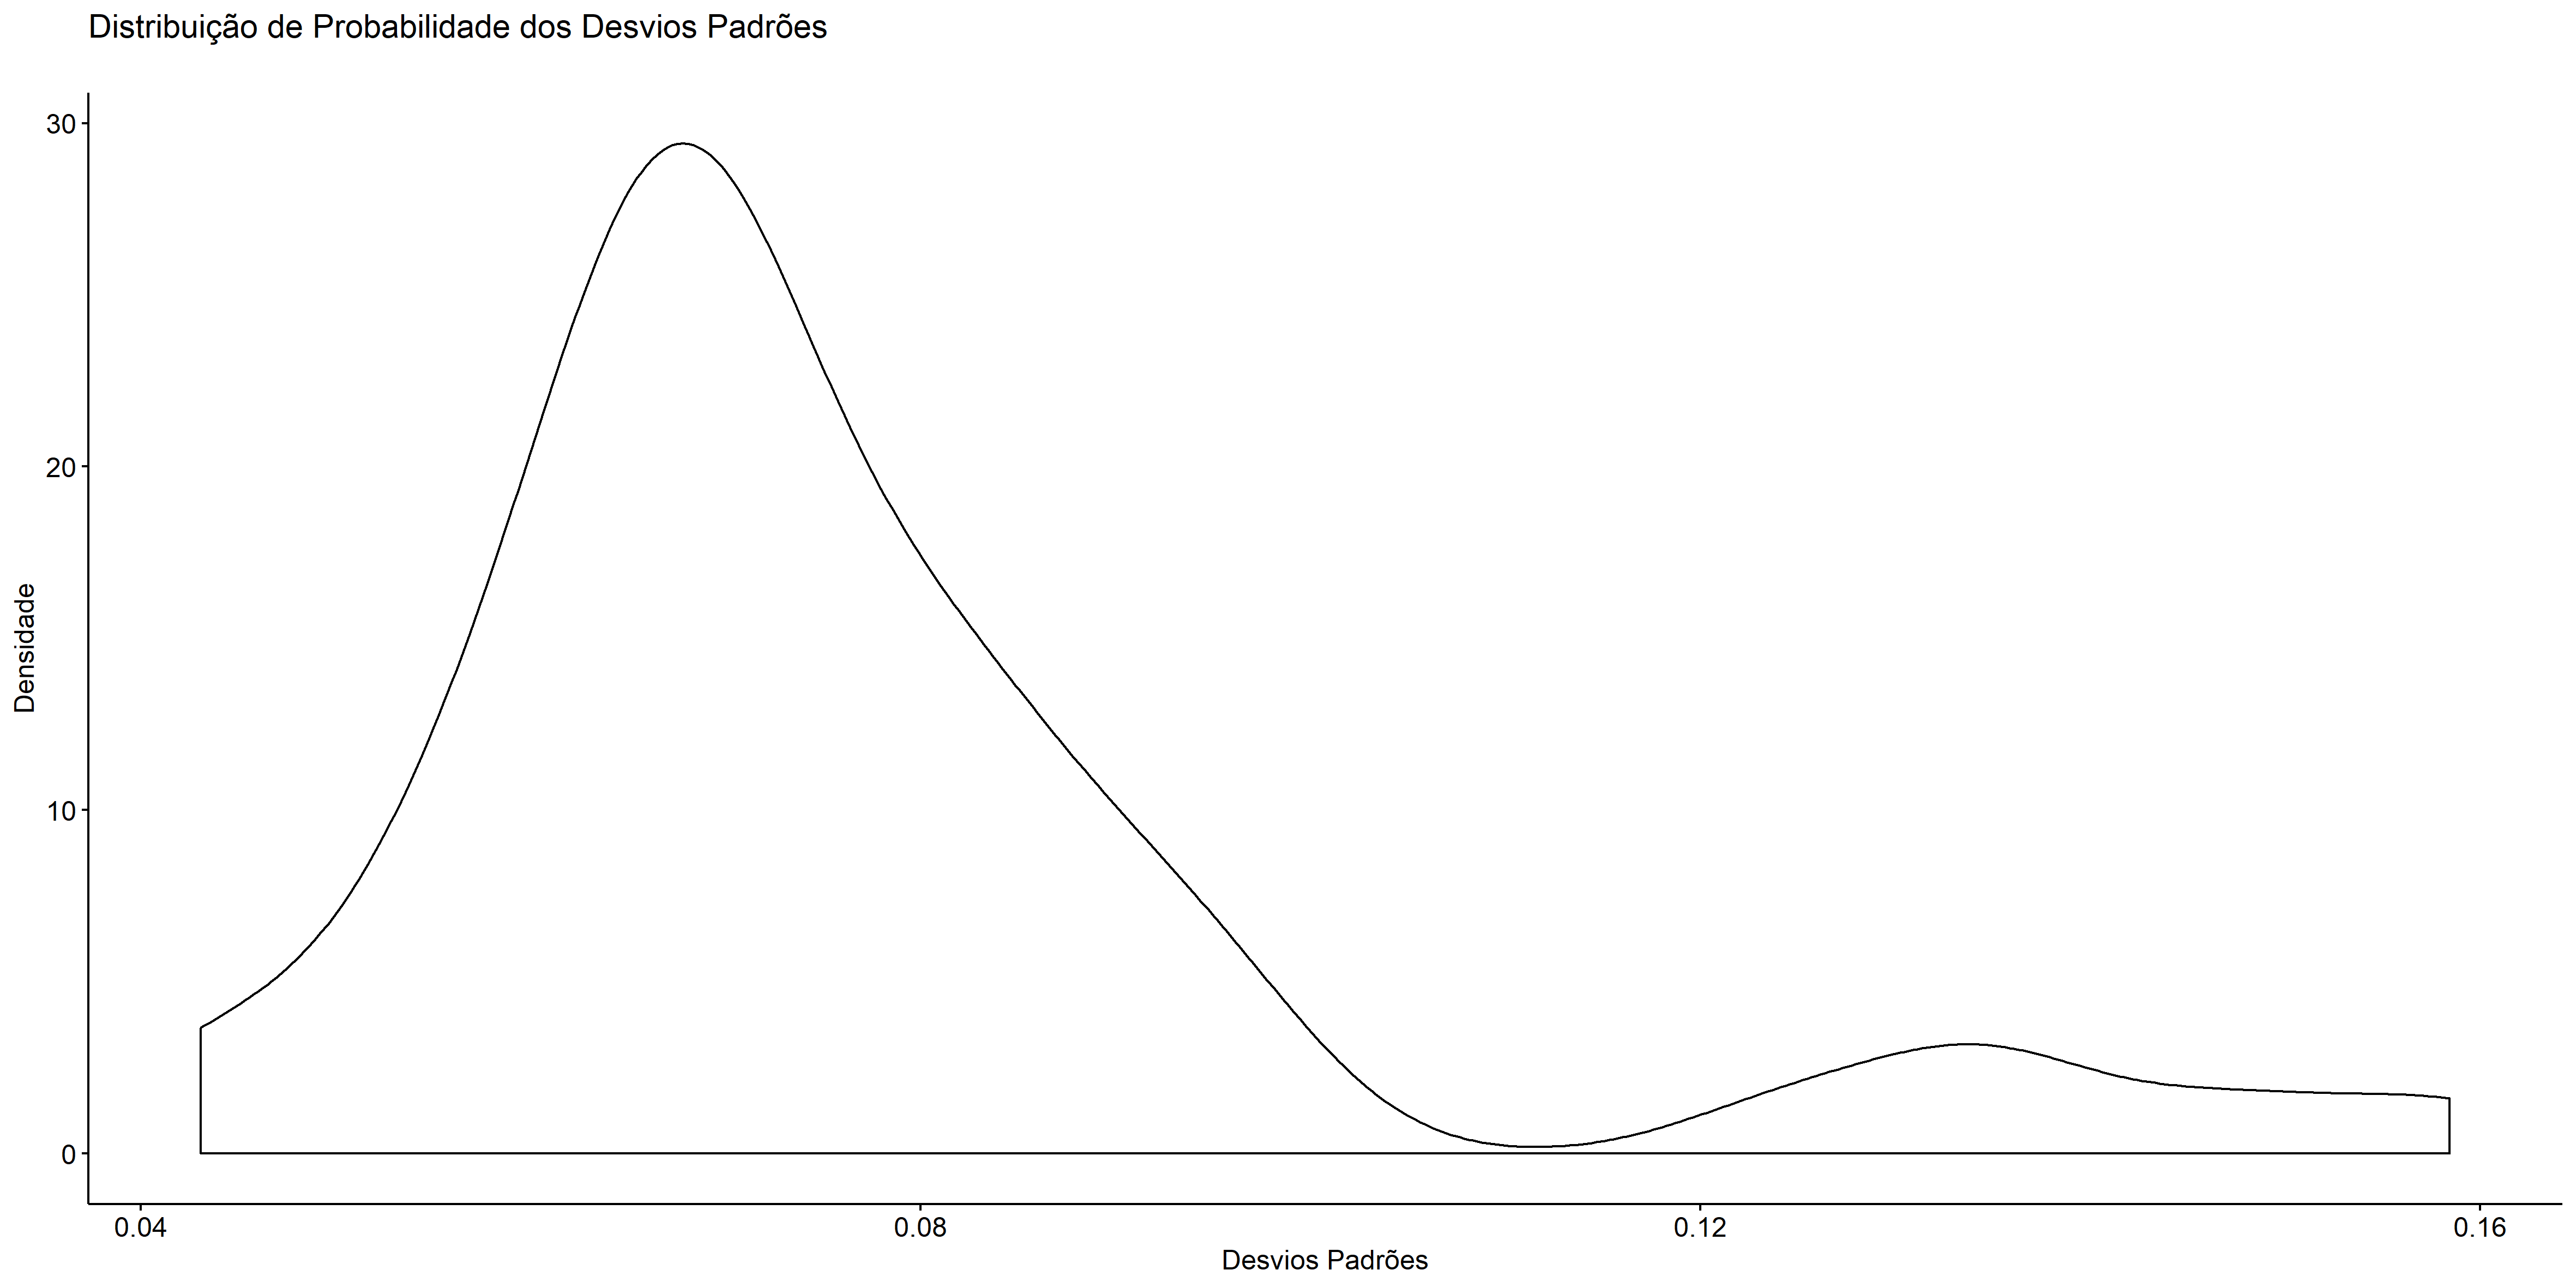 Distribuição de Probabilidade dos Desvios Padrões
30
20
10
0
Densidade
0.04 0.08 0.12 0.16
Desvios Padrões